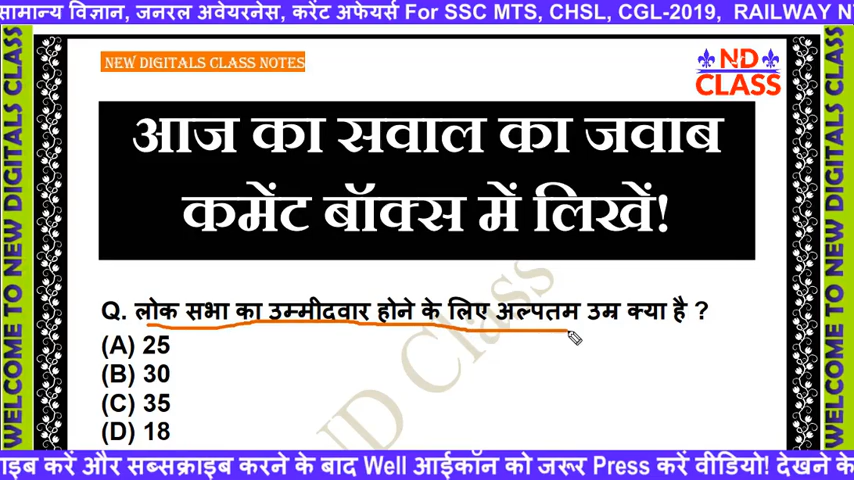 सामान्य विज्ञान, जनरल अवेयरनेस, करेंट अफेयर्स For SSC MTS, CHSL, CGL-2019, RAILWAY
NEW DIGITALS CLASS NOTES
ND
CLASS
आज का सवाल का जवाब
कमेंट बॉक्स में लिखें!
WELCOME TO NEW DIGITALS CLASS
WELCOME TO NEW DIGITALS CLASS
Q. लोक सभा का उम्मीदवार होने के लिए अल्पतम उम्र क्या है ?
(A) 25
(B) 30
(C) 35
(D) 18
ND Class
करें और सब्सक्राइब करने के बाद Well आईकॉन को जरूर Press करें वीडियो! देखने के